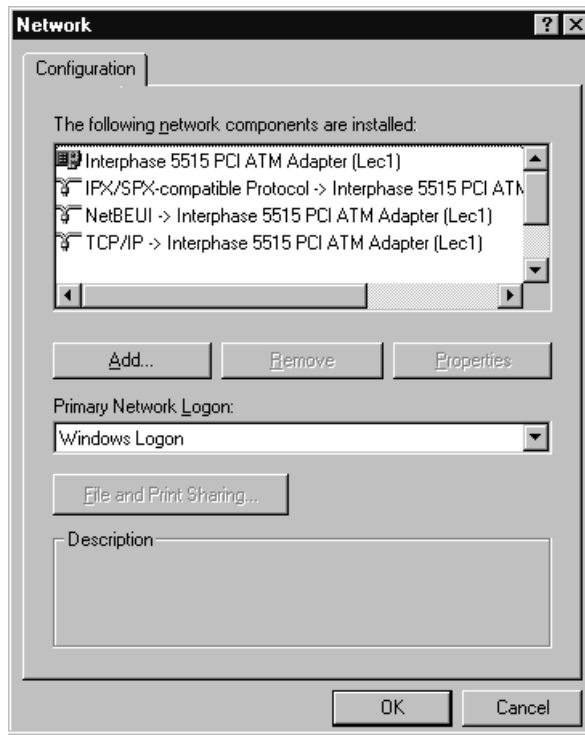 Network
Configuration
The following network components are installed:
Interphase 5515 PCI ATM Adapter (Lec1)
IPX/SPX-compatible Protocol -> Interphase 5515 PCI ATM
NetBEUI -> Interphase 5515 PCI ATM Adapter (Lec1)
TCP/IP -> Interphase 5515 PCI ATM Adapter (Lec1)
Add... Remove Properties
Primary Network Logon:
Windows Logon
File and Print Sharing...
Description
OK Cancel